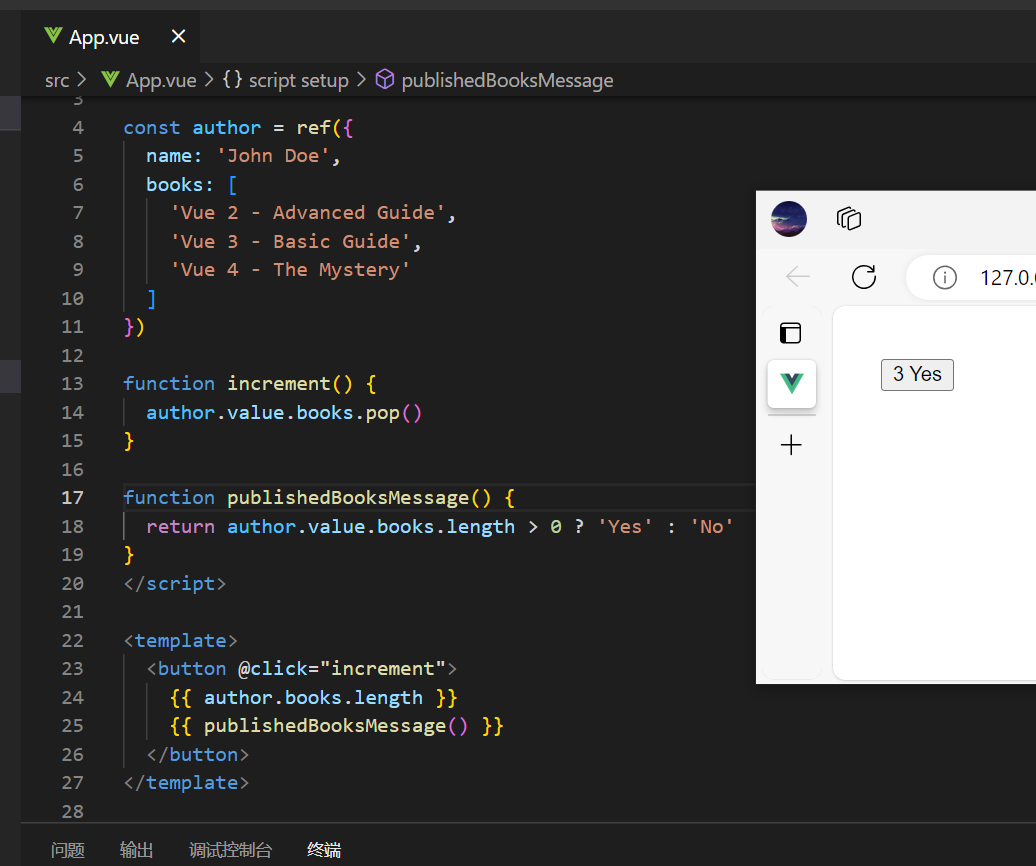 App.vue
src > App.vue > {} script setup > publishedBooksMessage
3
4 const author = ref({
5   name: 'John Doe',
6   books: [
7     'Vue 2 - Advanced Guide',
8     'Vue 3 - Basic Guide',
9     'Vue 4 - The Mystery'
10   ]
11 })
12
13 function increment() {
14   author.value.books.pop()
15 }
16
17 function publishedBooksMessage() {
18   return author.value.books.length > 0 ? 'Yes' : 'No'
19 }
20 </script>
21
22 <template>
23   <button @click="increment">
24     {{ author.books.length }}
25     {{ publishedBooksMessage() }}
26   </button>
27 </template>
28
问题 输出 调试控制台 终端
127.0.
3 Yes